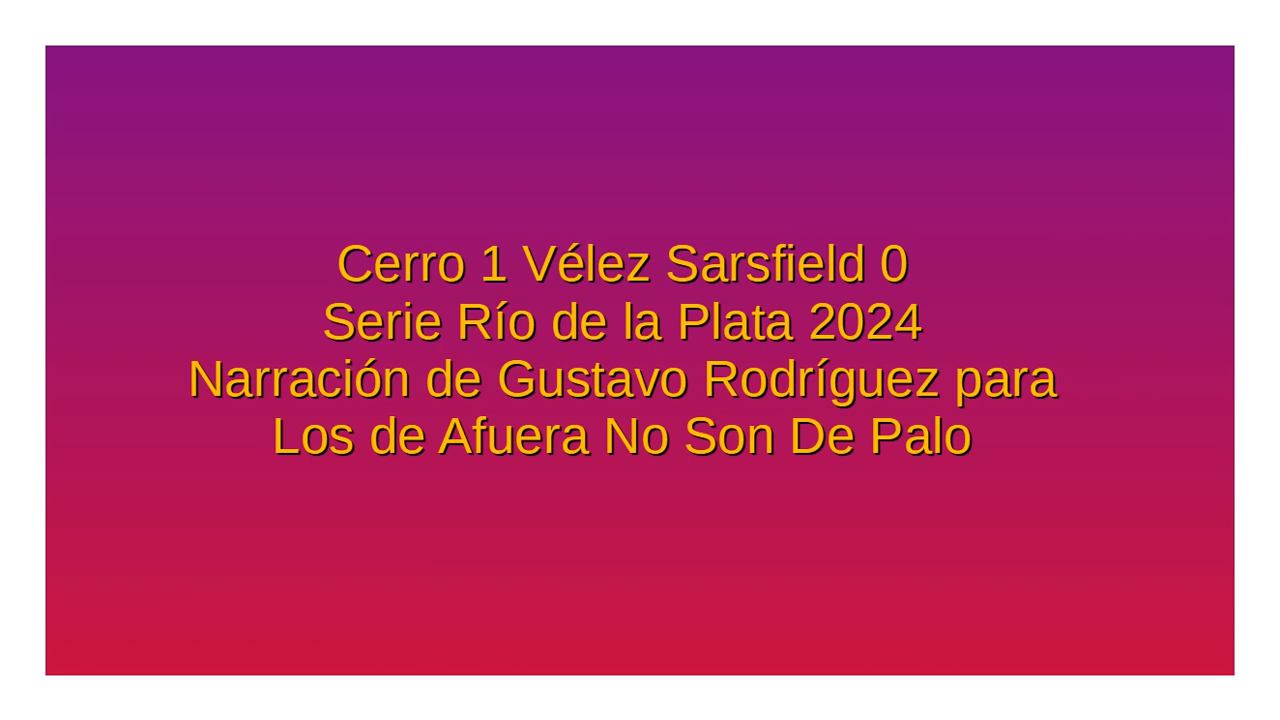 Cerro 1 Vélez Sarsfield 0
Serie Río de la Plata 2024
Narración de Gustavo Rodríguez para
Los de Afuera No Son De Palo